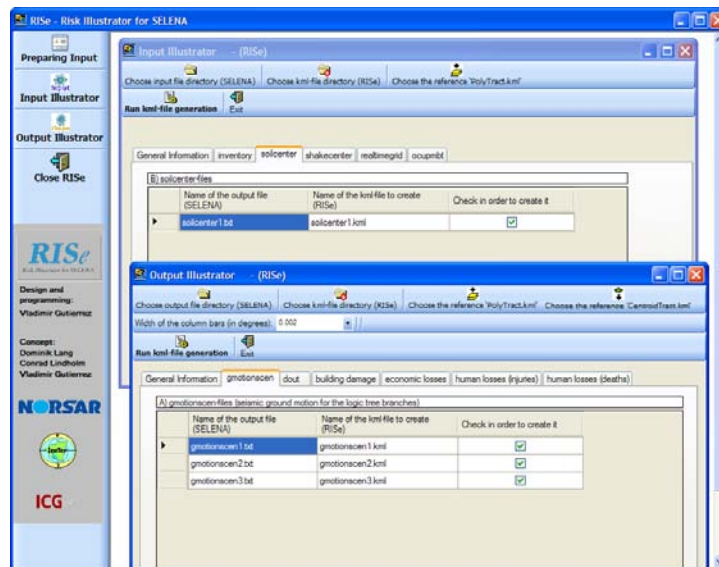 RISe - Risk Illustrator for SELENA
Preparing Input
Input Illustrator
Output Illustrator
Close RISe
RISe
Risk Illustrator for SELENA
Design and
programming:
Vladimir Gutierrez
Concept:
Dominik Lang
Conrad Lindholm
Vladimir Gutierrez
NORSAR
ICG
Input Illustrator - (RISe)
Choose input file directory (SELENA) Choose kml-file directory (RISe) Choose the reference 'PolyTract.kml'
Run kml-file generation Exit
General Information inventory soilcenter shakecenter realtimegrid ocupmbt
B) soilcenter-files
Name of the output file (SELENA) Name of the kml-file to create (RISe) Check in order to create it
soilcenter1.txt soilcenter1.kml
Output Illustrator - (RISe)
Choose output file directory (SELENA) Choose kml-file directory (RISe) Choose the reference 'PolyTract.kml' Choose the reference 'CentroidTract.kml'
Width of the column bars (in degrees): 0.002
Run kml-file generation Exit
General Information gmotionscen dout building damage economic losses human losses (injuries) human losses (deaths)
A) gmotionscen-files (seismic ground motion for the logic tree branches)
Name of the output file (SELENA) Name of the kml-file to create (RISe) Check in order to create it
gmotionscen1.txt gmotionscen1.kml
gmotionscen2.txt gmotionscen2.kml
gmotionscen3.txt gmotionscen3.kml